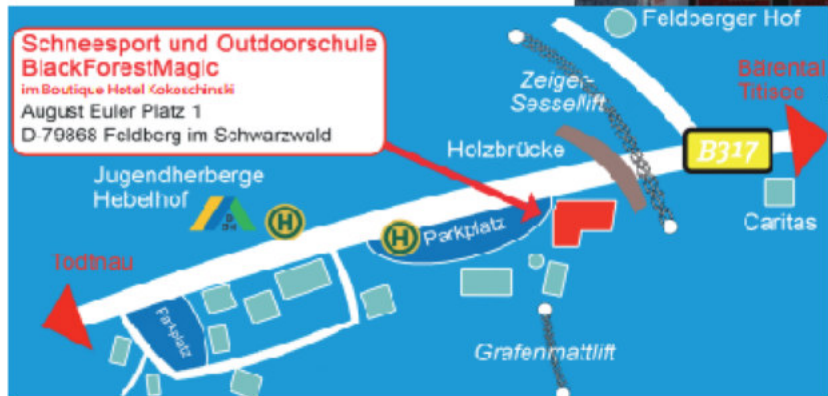 Schneesport und Outdoorschule
BlackForestMagic
im Boutique Hotel Kokoschinski
August Euler Platz 1
D-79868 Feldberg im Schwarzwald
Feldberger Hof
Zeiger-
Sessellift
Bärental
Titisee
Holzbrücke
B317
Jugendherberge
Hebelhof
H
H
Parkplatz
Caritas
Todtnau
Parkplatz
Grafenmattlift